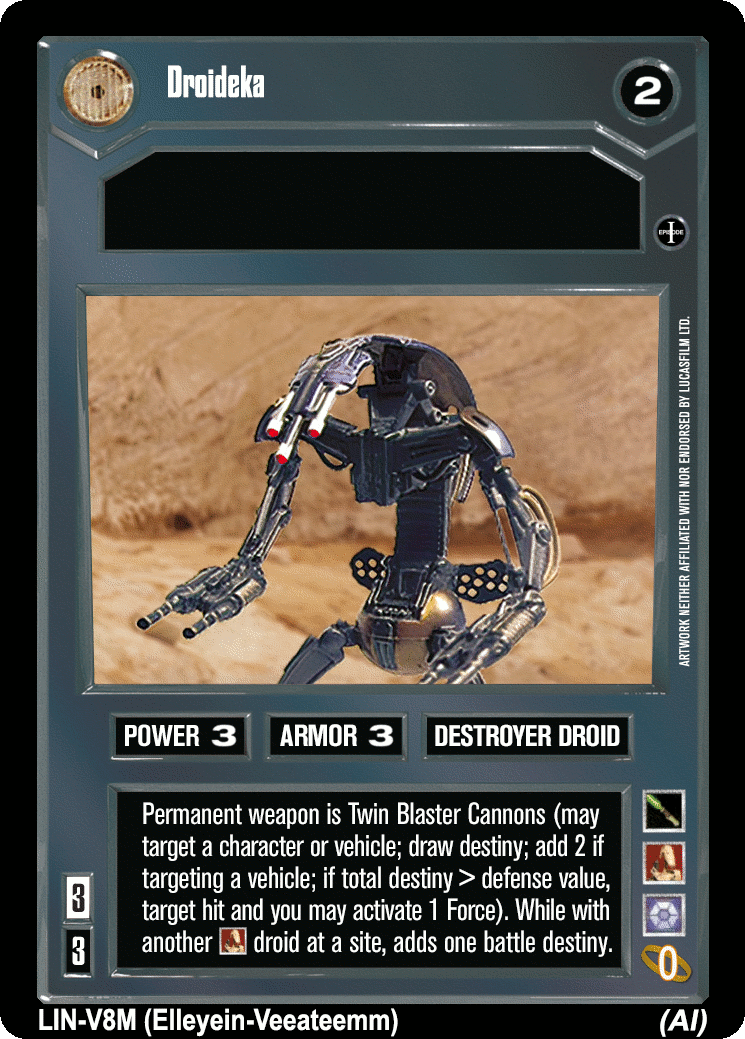 Droideka
2
EPISODE I
ARTWORK NEITHER AFFILIATED WITH NOR ENDORSED BY LUCASFILM LTD.
POWER 3 ARMOR 3 DESTROYER DROID
Permanent weapon is Twin Blaster Cannons (may
target a character or vehicle; draw destiny; add 2 if
targeting a vehicle; if total destiny > defense value,
target hit and you may activate 1 Force). While with
another droid at a site, adds one battle destiny.
3
3
0
LIN-V8M (Elleyein-Veeateemm) (AI)